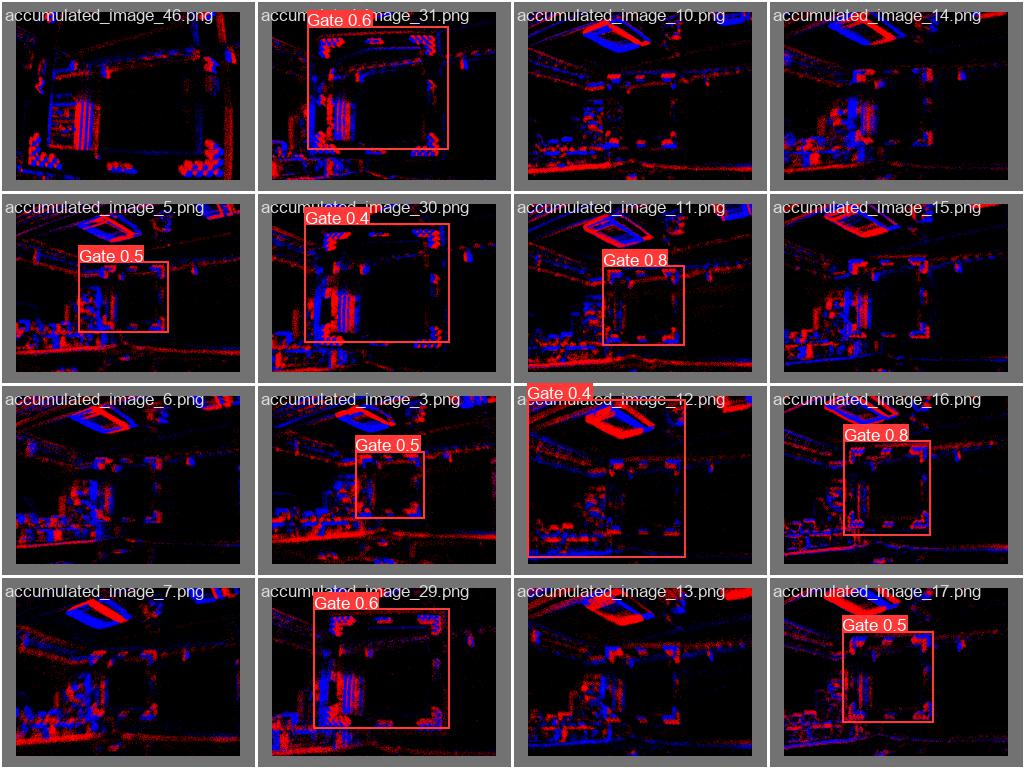 accumulated_image_46.png
accumulated_image_31.png
Gate 0.6
accumulated_image_10.png
accumulated_image_14.png
accumulated_image_5.png
Gate 0.5
accumulated_image_30.png
Gate 0.4
accumulated_image_11.png
Gate 0.8
accumulated_image_15.png
accumulated_image_6.png
accumulated_image_3.png
Gate 0.5
Gate 0.4
accumulated_image_12.png
accumulated_image_16.png
Gate 0.8
accumulated_image_7.png
accumulated_image_29.png
Gate 0.6
accumulated_image_13.png
accumulated_image_17.png
Gate 0.5